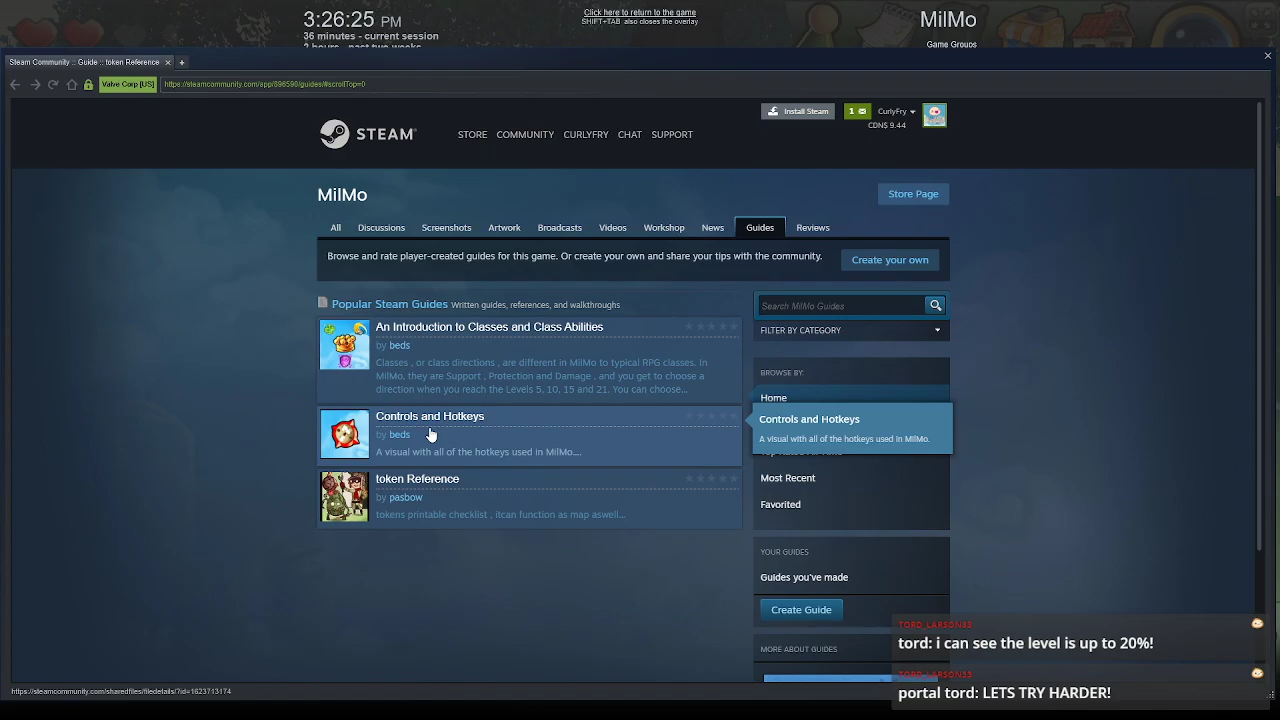 3:26:25 PM
36 minutes - current session
Click here to return to the game
SHIFT+TAB also closes the overlay
MilMo
Game Groups
Steam Community :: Guide :: token Reference
Valve Corp [US]
https://steamcommunity.com/app/896590/guides/#scrollTop=0
STEAM
STORE COMMUNITY CURLYFRY CHAT SUPPORT
Install Steam
1
CurlyFry
CDN$ 9.44
MilMo
Store Page
All Discussions Screenshots Artwork Broadcasts Videos Workshop News Guides Reviews
Browse and rate player-created guides for this game. Or create your own and share your tips with the community.
Create your own
Popular Steam Guides Written guides, references, and walkthroughs
An Introduction to Classes and Class Abilities
by beds
Classes , or class directions , are different in MilMo to typical RPG classes. In
MilMo, they are Support , Protection and Damage , and you get to choose a
direction when you reach the Levels 5, 10, 15 and 21. You can choose...
Controls and Hotkeys
by beds
A visual with all of the hotkeys used in MilMo....
token Reference
by pasbow
tokens printable checklist , itcan function as map aswell...
Search MilMo Guides
FILTER BY CATEGORY
BROWSE BY:
Home
Controls and Hotkeys
A visual with all of the hotkeys used in MilMo.
Most Recent
Favorited
YOUR GUIDES
Guides you've made
Create Guide
MORE ABOUT GUIDES
TORD_LARSON33
tord: i can see the level is up to 20%!
TORD_LARSON33
portal tord: LETS TRY HARDER!
https://steamcommunity.com/sharedfiles/filedetails/?id=1623713174